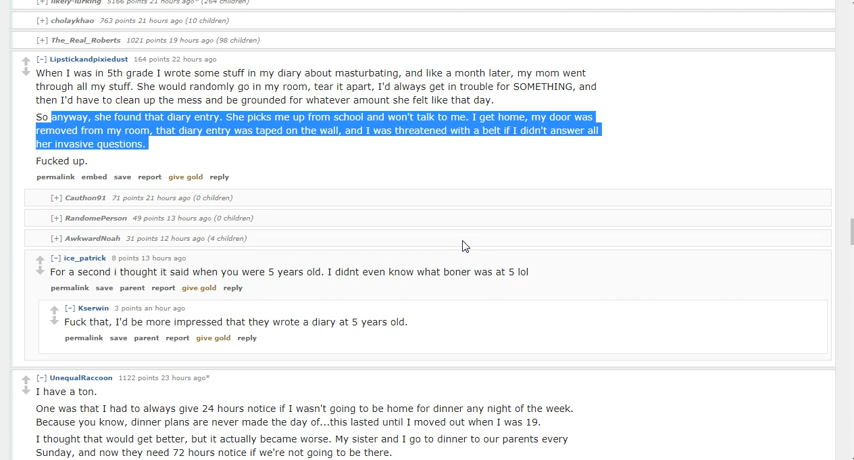 [+] likely-lurking 5166 points 21 hours ago* (264 children)
[+] cholaykhao 763 points 21 hours ago (10 children)
[+] The_Real_Roberts 1021 points 19 hours ago (98 children)
[–] Lipstickandpixiedust 164 points 22 hours ago
When I was in 5th grade I wrote some stuff in my diary about masturbating, and like a month later, my mom went
through all my stuff. She would randomly go in my room, tear it apart, I'd always get in trouble for SOMETHING, and
then I'd have to clean up the mess and be grounded for whatever amount she felt like that day.
So anyway, she found that diary entry. She picks me up from school and won't talk to me. I get home, my door was
removed from my room, that diary entry was taped on the wall, and I was threatened with a belt if I didn't answer all
her invasive questions.
Fucked up.
permalink embed save report give gold reply
[+] Cauthon91 71 points 21 hours ago (0 children)
[+] RandomePerson 49 points 13 hours ago (0 children)
[+] AwkwardNoah 31 points 12 hours ago (4 children)
[–] ice_patrick 8 points 13 hours ago
For a second i thought it said when you were 5 years old. I didnt even know what boner was at 5 lol
permalink save parent report give gold reply
[–] Kserwin 3 points an hour ago
Fuck that, I'd be more impressed that they wrote a diary at 5 years old.
permalink save parent report give gold reply
[–] UnequalRaccoon 1122 points 23 hours ago*
I have a ton.
One was that I had to always give 24 hours notice if I wasn't going to be home for dinner any night of the week.
Because you know, dinner plans are never made the day of...this lasted until I moved out when I was 19.
I thought that would get better, but it actually became worse. My sister and I go to dinner to our parents every
Sunday, and now they need 72 hours notice if we're not going to be there.